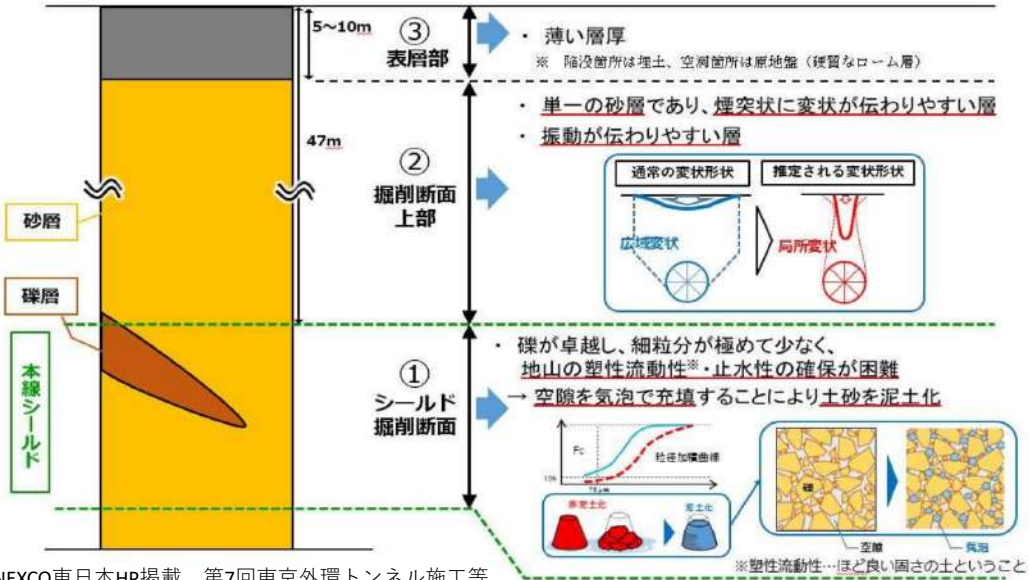 5～10m
③
表層部
・ 薄い層厚
※ 陥没箇所は埋土、空洞箇所は原地盤（硬質なローム層）
47m
②
掘削断面
上部
・ 単一の砂層であり、煙突状に変状が伝わりやすい層
・ 振動が伝わりやすい層
通常の変状形状
推定される変状形状
広域変状
局所変状
砂層
礫層
本線シールド
①
シールド
掘削断面
・ 礫が卓越し、細粒分が極めて少なく、
地山の塑性流動性※・止水性の確保が困難
→ 空隙を気泡で充填することにより土砂を泥土化
Fc
粒径加積曲線
10%
75μm
非泥土化
泥土化
礫
空隙
気泡
※塑性流動性…ほど良い固さの土ということ
NEXCO東日本HP掲載 第7回東京外環トンネル施工等